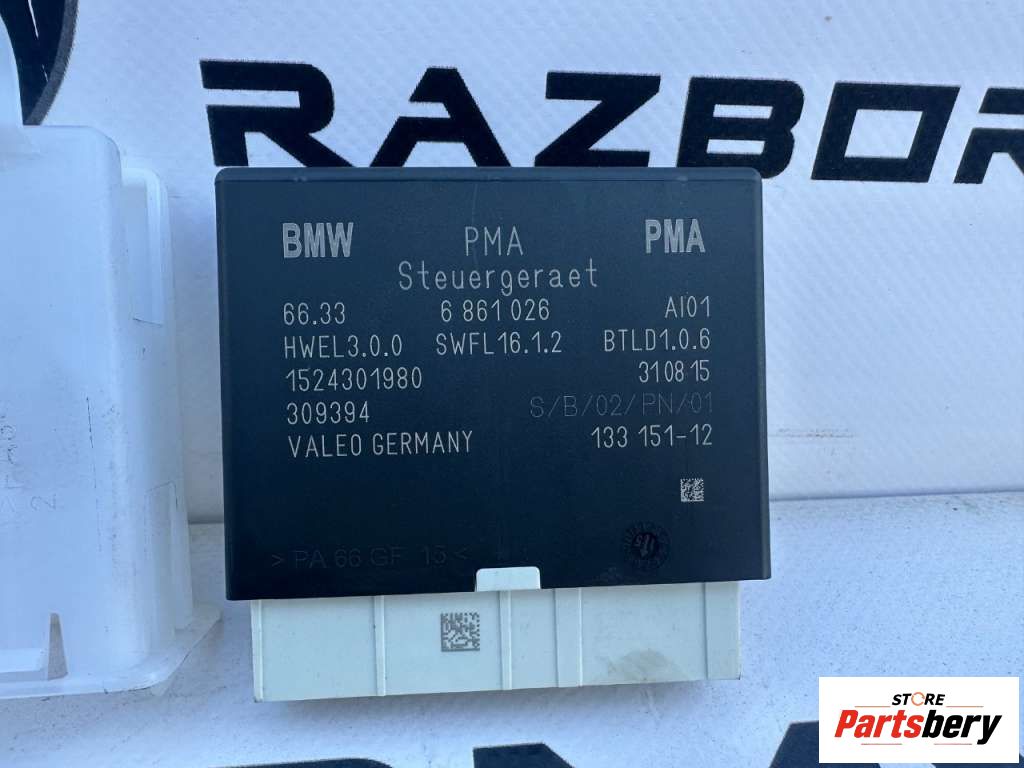 RAZBOR
BMW PMA PMA
Steuergeraet
66.33 6 861 026 AI01
HWEL3.0.0 SWFL16.1.2 BTLD1.0.6
1524301980 310815
309394 S/B/02/PN/01
VALEO GERMANY 133 151-12
>PA 66 GF 15<
STORE
Partsbery